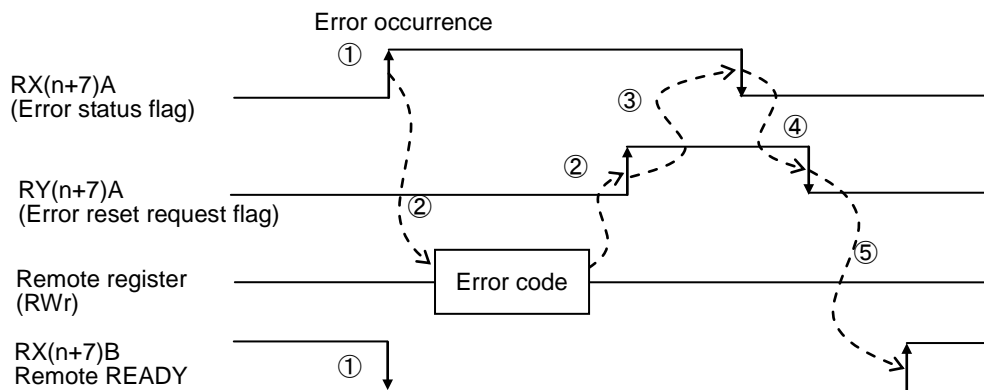 Error occurrence
①
RX(n+7)A
(Error status flag)
③
④
②
RY(n+7)A
(Error reset request flag)
②
⑤
Remote register
(RWr)
Error code
RX(n+7)B
Remote READY
①